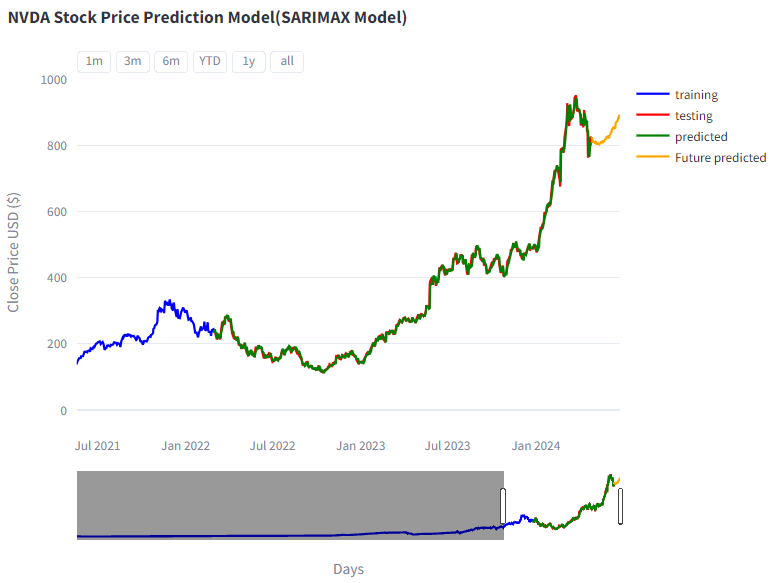 NVDA Stock Price Prediction Model(SARIMAX Model)
1m 3m 6m YTD 1y all
1000
800
600
400
200
0
Close Price USD ($)
training
testing
predicted
Future predicted
Jul 2021 Jan 2022 Jul 2022 Jan 2023 Jul 2023 Jan 2024
Days